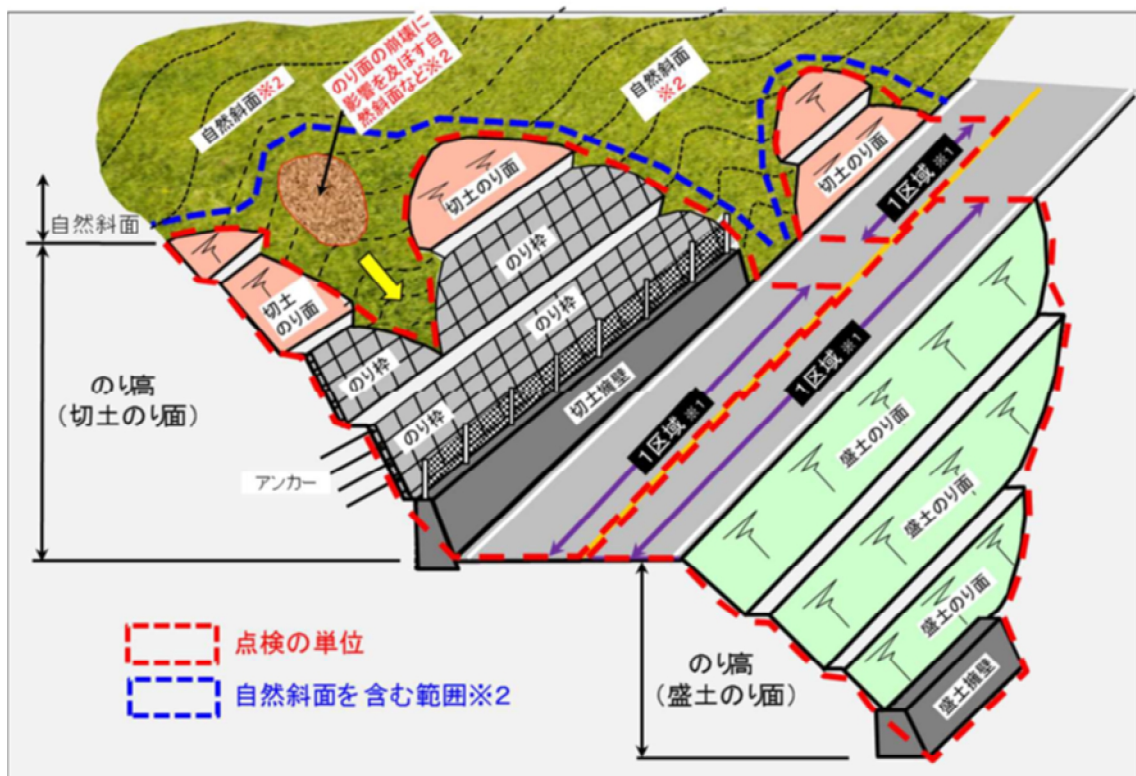 のり面の崩壊に
影響を及ぼす自
然斜面など※2
自然斜面※2
自然斜面
※2
切土のり面
切土のり面
1区域 ※1
自然斜面
のり枠
切土
のり面
のり枠
のり枠
のり枠
切土擁壁
1区域 ※1
1区域 ※1
のり高
(切土のり面)
アンカー
盛土のり面
盛土のり面
盛土のり面
盛土擁壁
点検の単位
自然斜面を含む範囲※2
のり高
(盛土のり面)